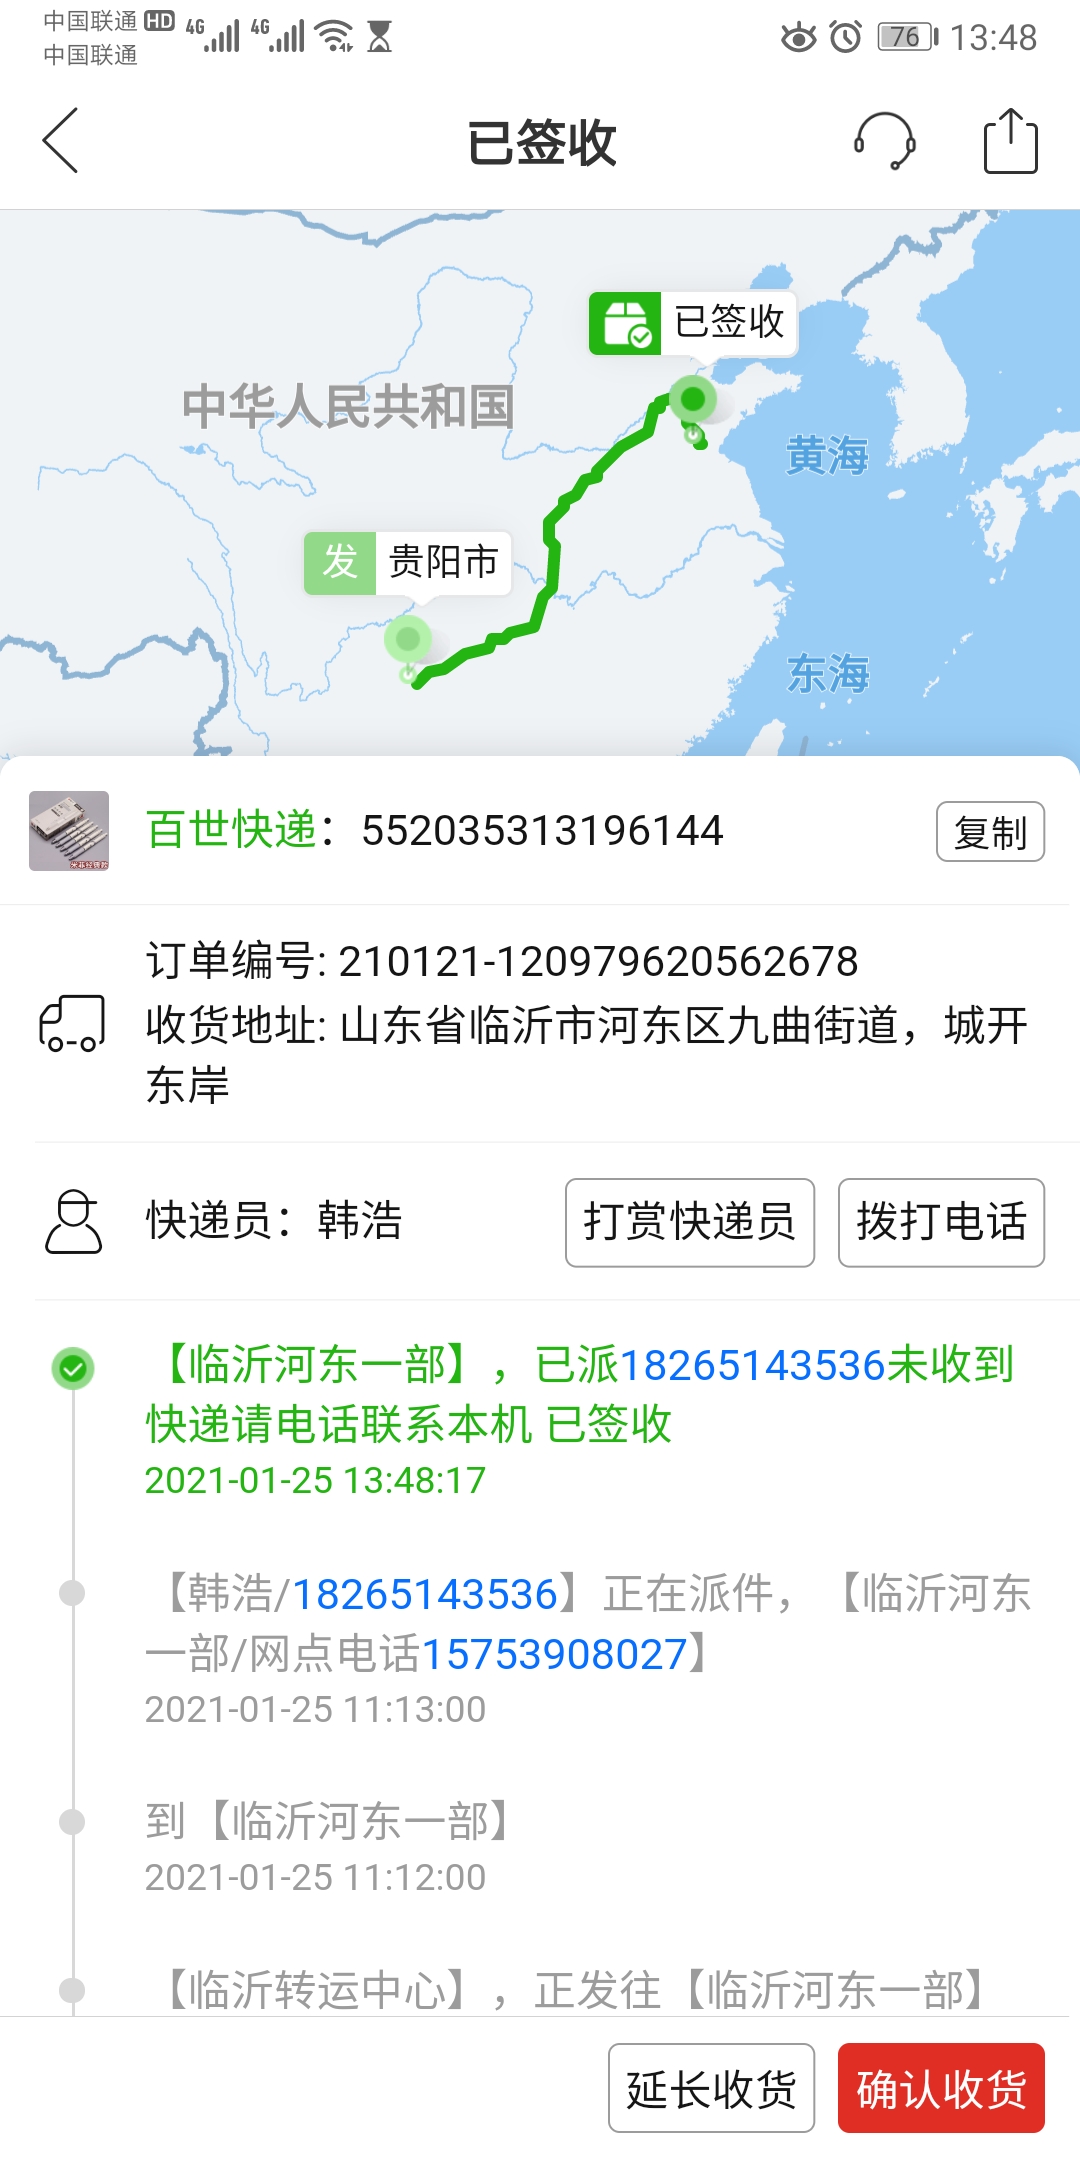 中国联通 HD 4G 4G 76 13:48
中国联通
已签收
已签收
中华人民共和国
黄海
发 贵阳市
东海
百世快递：552035313196144 复制
订单编号: 210121-120979620562678
收货地址: 山东省临沂市河东区九曲街道，城开
东岸
快递员：韩浩 打赏快递员 拨打电话
【临沂河东一部】，已派18265143536未收到
快递请电话联系本机 已签收
2021-01-25 13:48:17
【韩浩/18265143536】正在派件，【临沂河东
一部/网点电话15753908027】
2021-01-25 11:13:00
到【临沂河东一部】
2021-01-25 11:12:00
【临沂转运中心】，正发往【临沂河东一部】
延长收货 确认收货